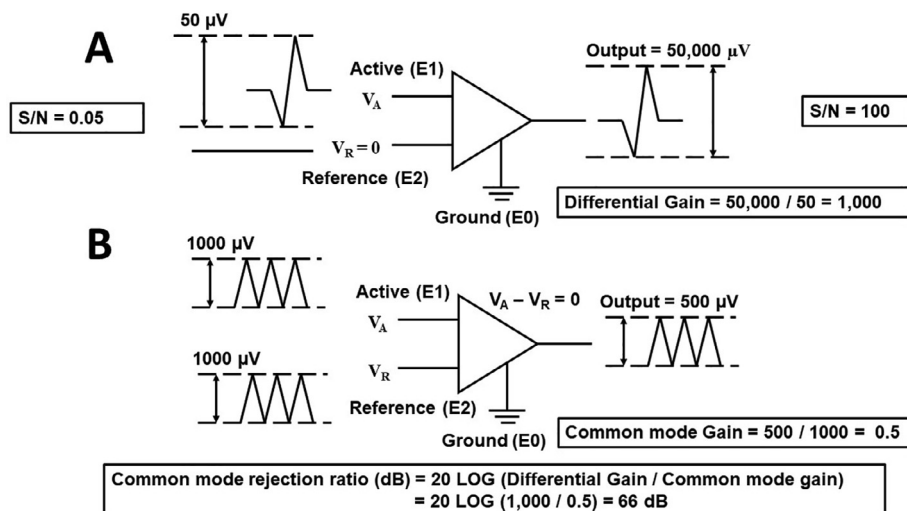 A
50 µV
Output = 50,000 µV
Active (E1)
S/N = 0.05
V_A
S/N = 100
V_R = 0
Reference (E2)
Ground (E0)
Differential Gain = 50,000 / 50 = 1,000
B
1000 µV
Active (E1)
V_A – V_R = 0
Output = 500 µV
V_A
1000 µV
V_R
Reference (E2)
Ground (E0)
Common mode Gain = 500 / 1000 = 0.5
Common mode rejection ratio (dB) = 20 LOG (Differential Gain / Common mode gain)
= 20 LOG (1,000 / 0.5) = 66 dB